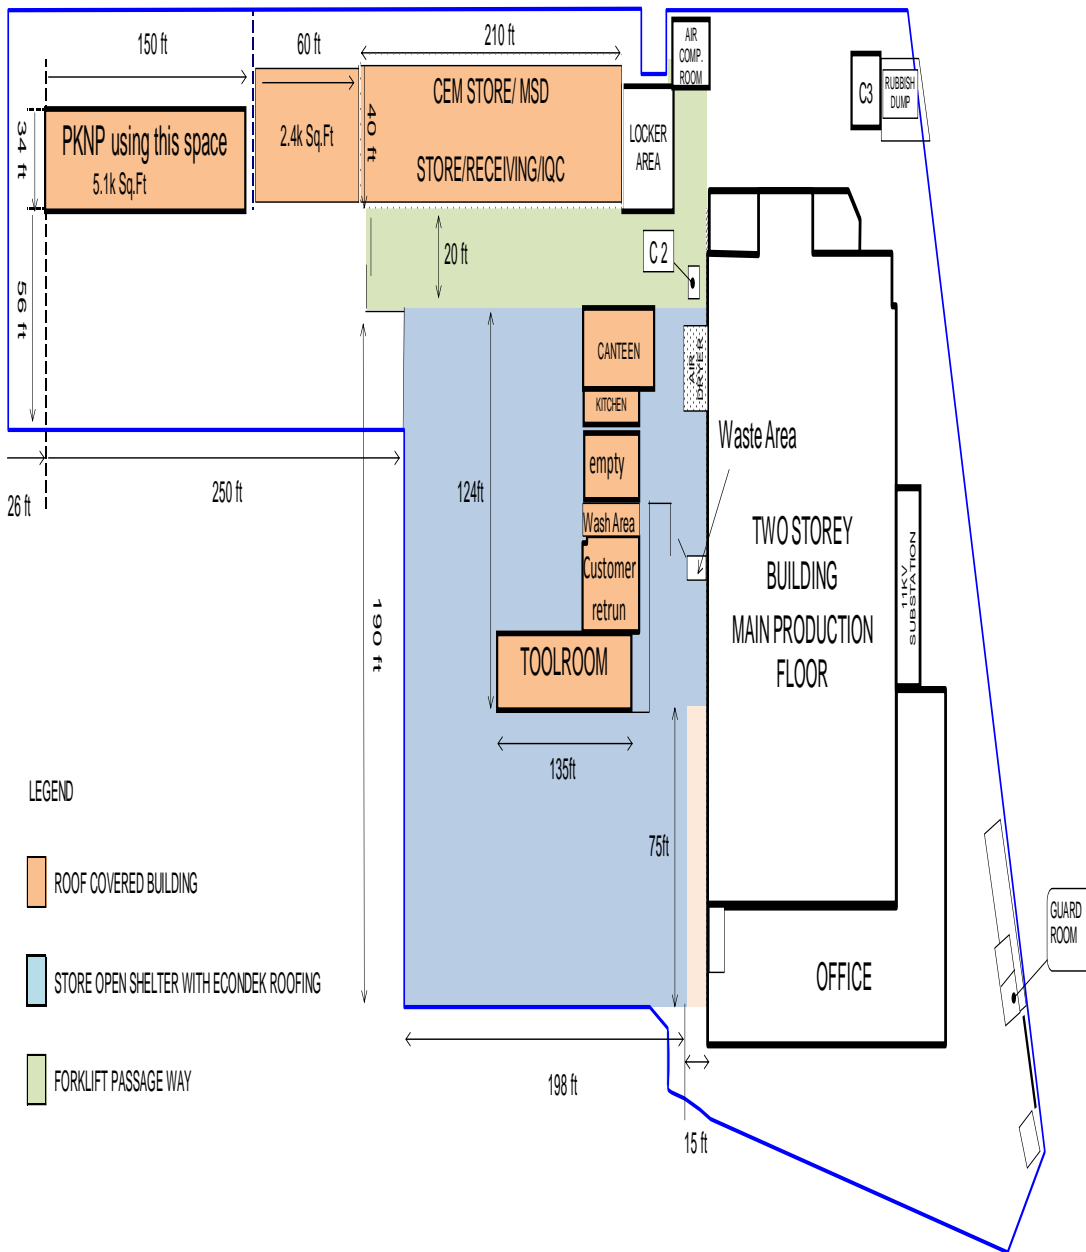 150 ft
60 ft
210 ft
AIR
COMP.
ROOM
C3
RUBBISH
DUMP
34 ft
PKNP using this space
5.1k Sq.Ft
2.4k Sq.Ft
40 ft
CEM STORE/ MSD
STORE/RECEIVING/IQC
LOCKER
AREA
20 ft
C 2
56 ft
CANTEEN
AIR
DRYER
KITCHEN
Waste Area
empty
26 ft
250 ft
124ft
Wash Area
Customer
retrun
TWO STOREY
BUILDING
MAIN PRODUCTION
FLOOR
11KV
SUBSTATION
190 ft
TOOLROOM
135ft
75ft
LEGEND
ROOF COVERED BUILDING
STORE OPEN SHELTER WITH ECONDEK ROOFING
FORKLIFT PASSAGE WAY
GUARD
ROOM
OFFICE
198 ft
15 ft